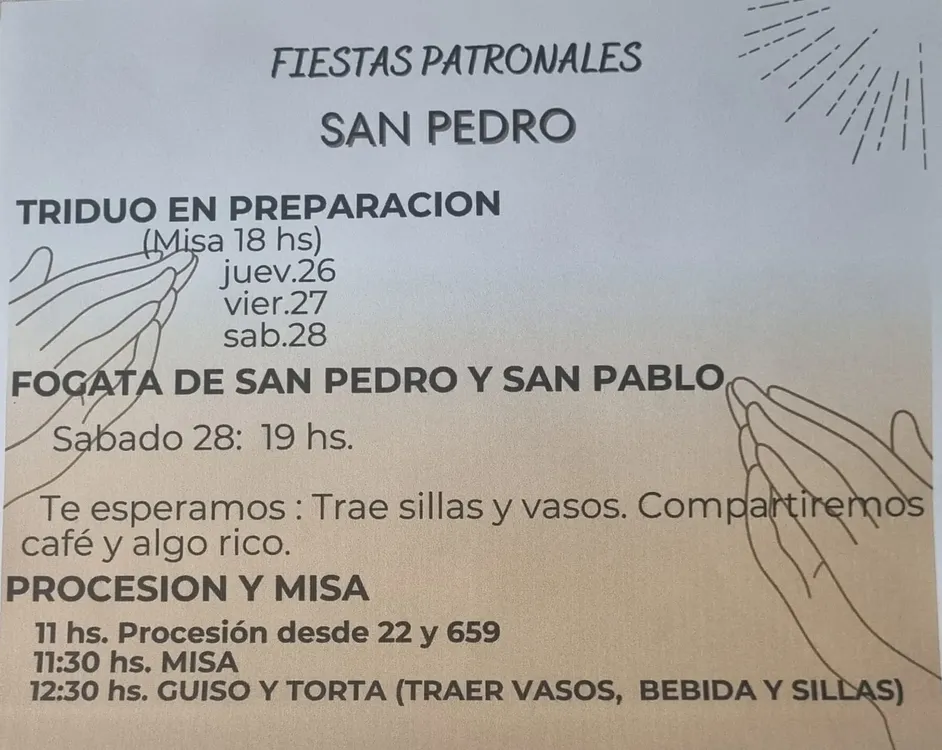 FIESTAS PATRONALES
SAN PEDRO
TRIDUO EN PREPARACION
(Misa 18 hs)
juev.26
vier.27
sab.28
FOGATA DE SAN PEDRO Y SAN PABLO
Sabado 28: 19 hs.
Te esperamos : Trae sillas y vasos. Compartiremos
café y algo rico.
PROCESION Y MISA
11 hs. Procesión desde 22 y 659
11:30 hs. MISA
12:30 hs. GUISO Y TORTA (TRAER VASOS, BEBIDA Y SILLAS)